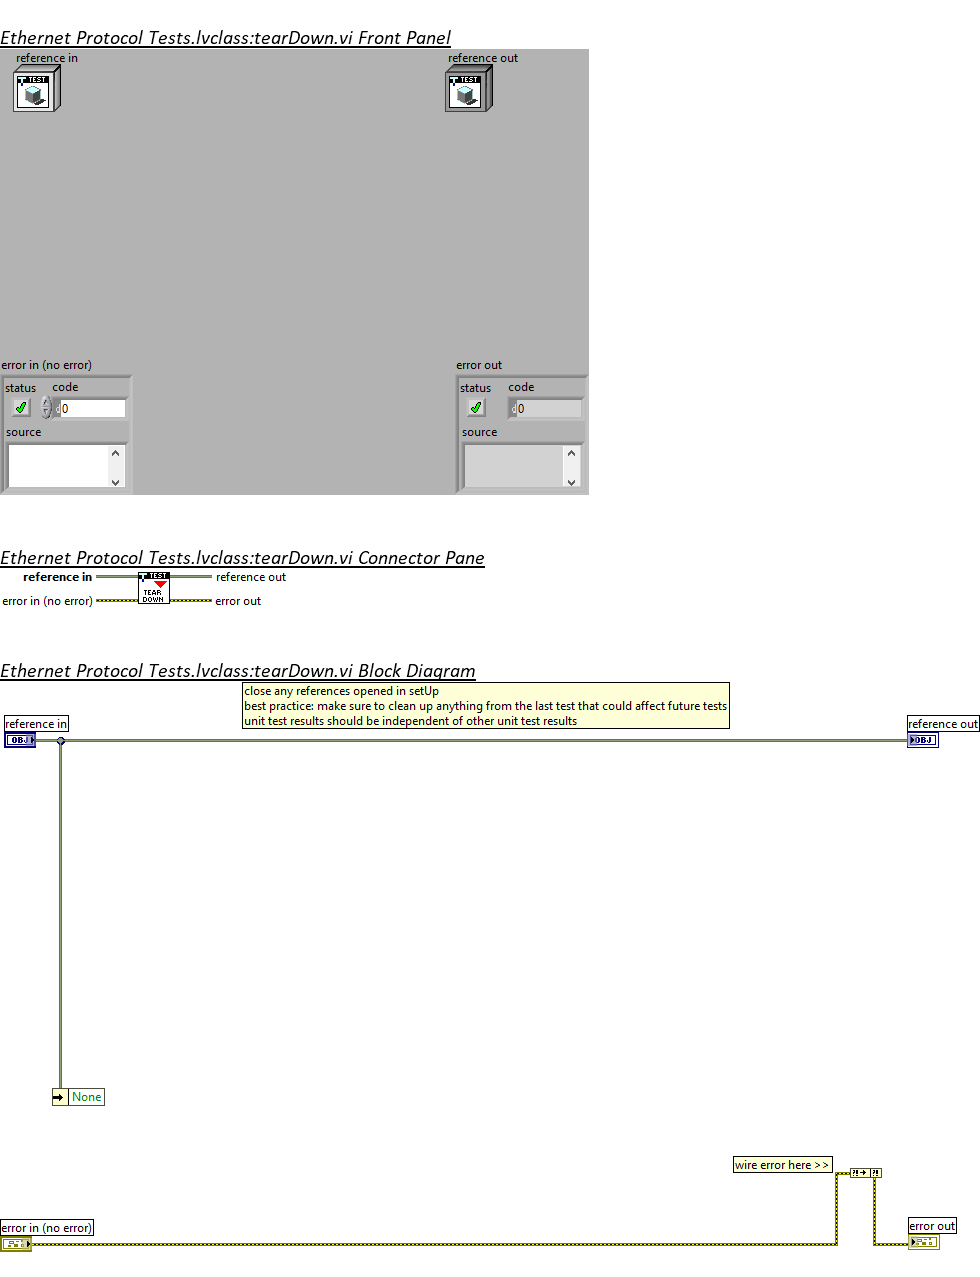 Ethernet Protocol Tests.lvclass:tearDown.vi Front Panel
reference in
reference out
TEST
TEST
error in (no error)
error out
status code
status code
d 0
d 0
source
source
Ethernet Protocol Tests.lvclass:tearDown.vi Connector Pane
reference in
TEST
reference out
error in (no error)
TEAR
DOWN
error out
Ethernet Protocol Tests.lvclass:tearDown.vi Block Diagram
close any references opened in setUp
best practice: make sure to clean up anything from the last test that could affect future tests
unit test results should be independent of other unit test results
reference in
reference out
OBJ
OBJ
None
wire error here >>
?! ?!
error in (no error)
error out